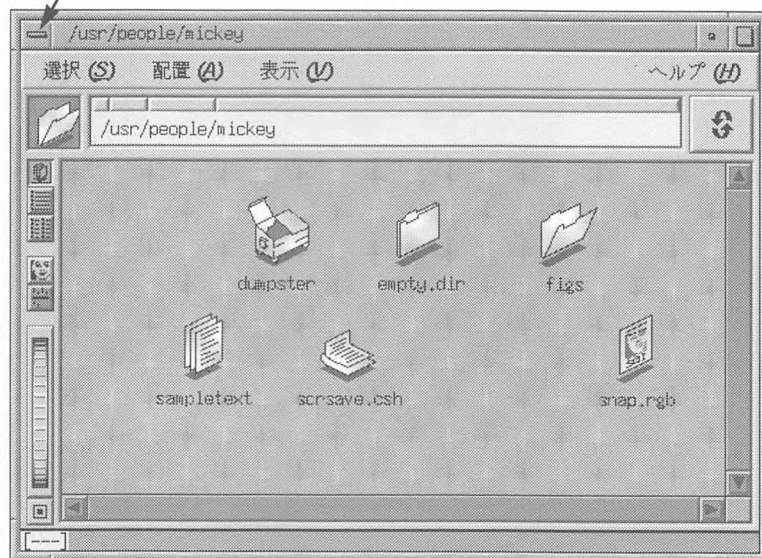 /usr/people/mickey
選択 (S) 配置 (A) 表示 (V) ヘルプ (H)
/usr/people/mickey
dumpster empty.dir figs
sampletext scrsave.csh snap.rgb
[---]